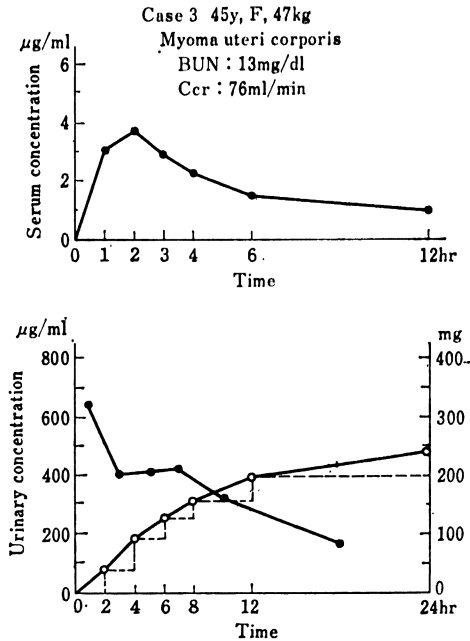 Case 3 45y, F, 47kg
Myoma uteri corporis
BUN : 13mg/dl
Ccr : 76ml/min
μg/ml
Serum concentration
6
4
2
0
0 1 2 3 4 6 12hr
Time
μg/ml
mg
Urinary concentration
800
600
400
200
0
400
300
200
100
0
0 2 4 6 8 12 24hr
Time